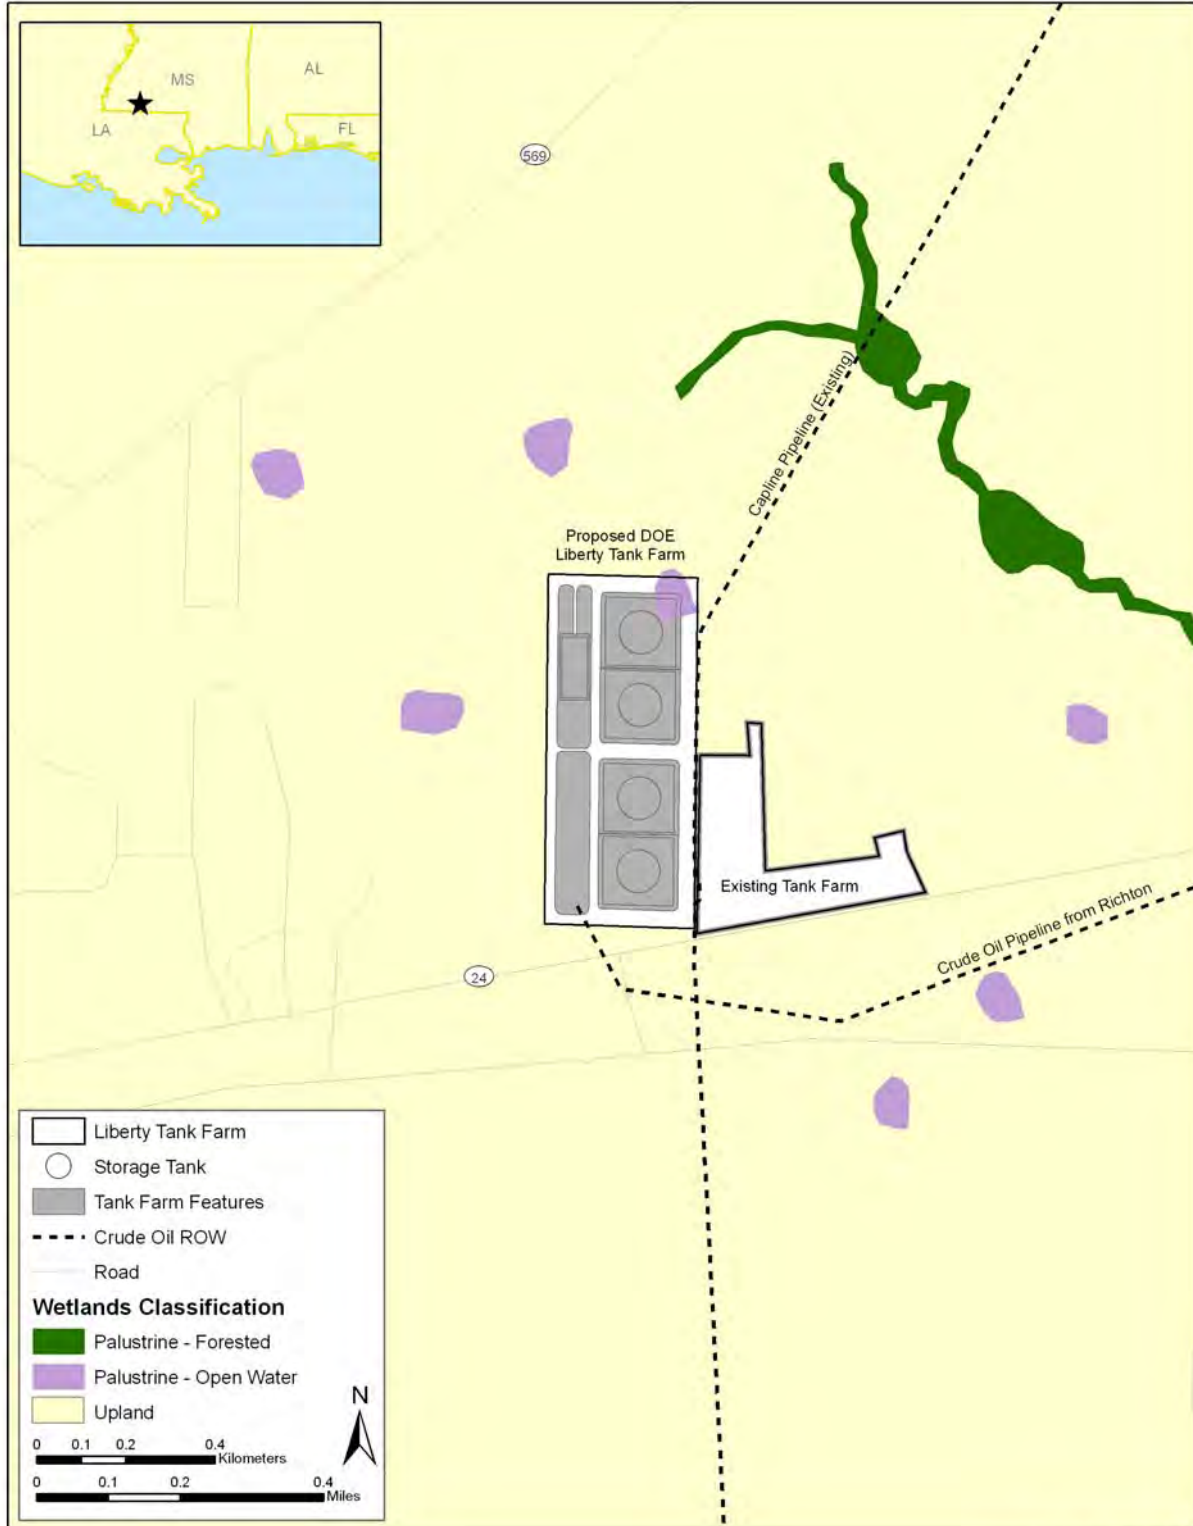 MS
AL
LA
FL
569
Capline Pipeline (Existing)
Proposed DOE
Liberty Tank Farm
Existing Tank Farm
Crude Oil Pipeline from Richton
24
Liberty Tank Farm
Storage Tank
Tank Farm Features
Crude Oil ROW
Road
Wetlands Classification
Palustrine - Forested
Palustrine - Open Water
Upland
N
0 0.1 0.2 0.4
Kilometers
0 0.1 0.2 0.4
Miles